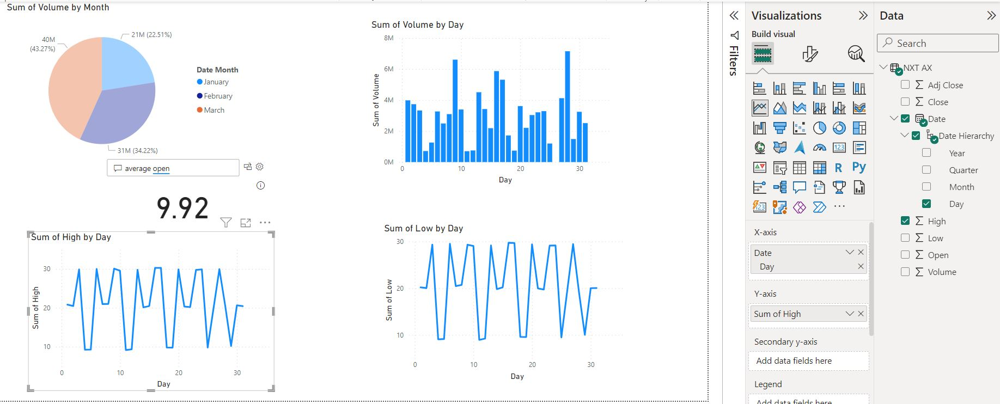 Sum of Volume by Month
40M
(43.27%)
21M (22.51%)
31M (34.22%)
Date Month
January
February
March
average open
9.92
Sum of Volume by Day
Sum of Volume
8M
6M
4M
2M
0M
0
10
20
30
Day
Sum of High by Day
Sum of High
30
20
10
0
10
20
30
Day
Sum of Low by Day
Sum of Low
30
20
10
0
10
20
30
Day
Filters
Visualizations
Build visual
123
R
Py
123
X-axis
Date
Day
Y-axis
Sum of High
Secondary y-axis
Add data fields here
Legend
Add data fields here
Data
Search
NXT AX
Adj Close
Close
Date
Date Hierarchy
Year
Quarter
Month
Day
High
Low
Open
Volume